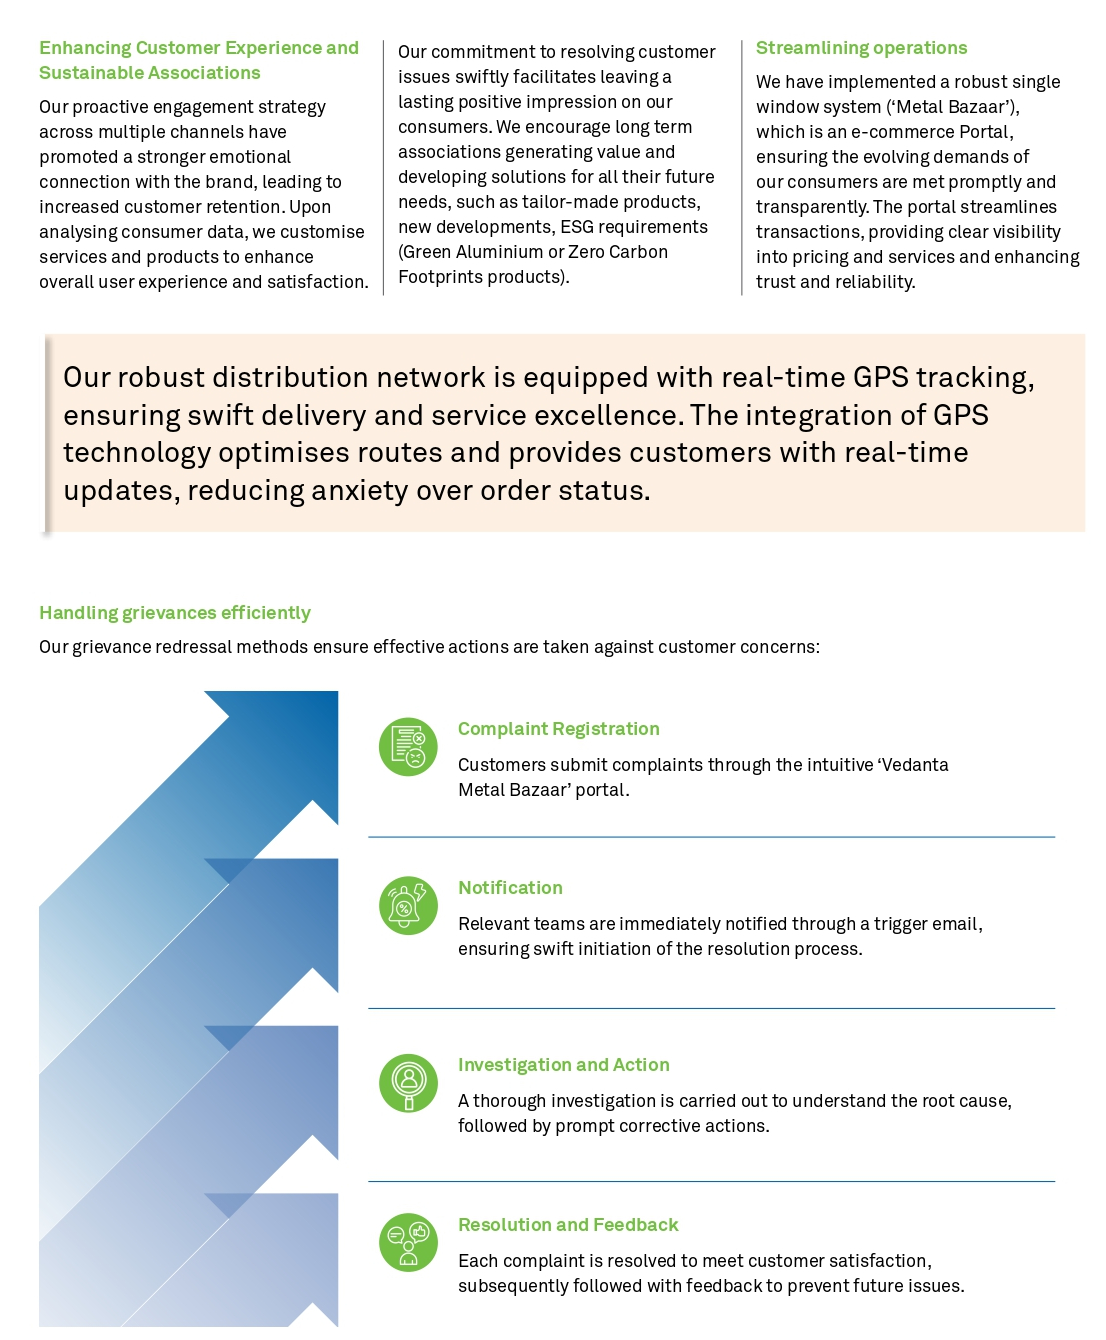 Enhancing Customer Experience and
Sustainable Associations
Our proactive engagement strategy
across multiple channels have
promoted a stronger emotional
connection with the brand, leading to
increased customer retention. Upon
analysing consumer data, we customise
services and products to enhance
overall user experience and satisfaction.
Our commitment to resolving customer
issues swiftly facilitates leaving a
lasting positive impression on our
consumers. We encourage long term
associations generating value and
developing solutions for all their future
needs, such as tailor-made products,
new developments, ESG requirements
(Green Aluminium or Zero Carbon
Footprints products).
Streamlining operations
We have implemented a robust single
window system (‘Metal Bazaar’),
which is an e-commerce Portal,
ensuring the evolving demands of
our consumers are met promptly and
transparently. The portal streamlines
transactions, providing clear visibility
into pricing and services and enhancing
trust and reliability.
Our robust distribution network is equipped with real-time GPS tracking,
ensuring swift delivery and service excellence. The integration of GPS
technology optimises routes and provides customers with real-time
updates, reducing anxiety over order status.
Handling grievances efficiently
Our grievance redressal methods ensure effective actions are taken against customer concerns:
Complaint Registration
Customers submit complaints through the intuitive ‘Vedanta
Metal Bazaar’ portal.
Notification
Relevant teams are immediately notified through a trigger email,
ensuring swift initiation of the resolution process.
Investigation and Action
A thorough investigation is carried out to understand the root cause,
followed by prompt corrective actions.
Resolution and Feedback
Each complaint is resolved to meet customer satisfaction,
subsequently followed with feedback to prevent future issues.